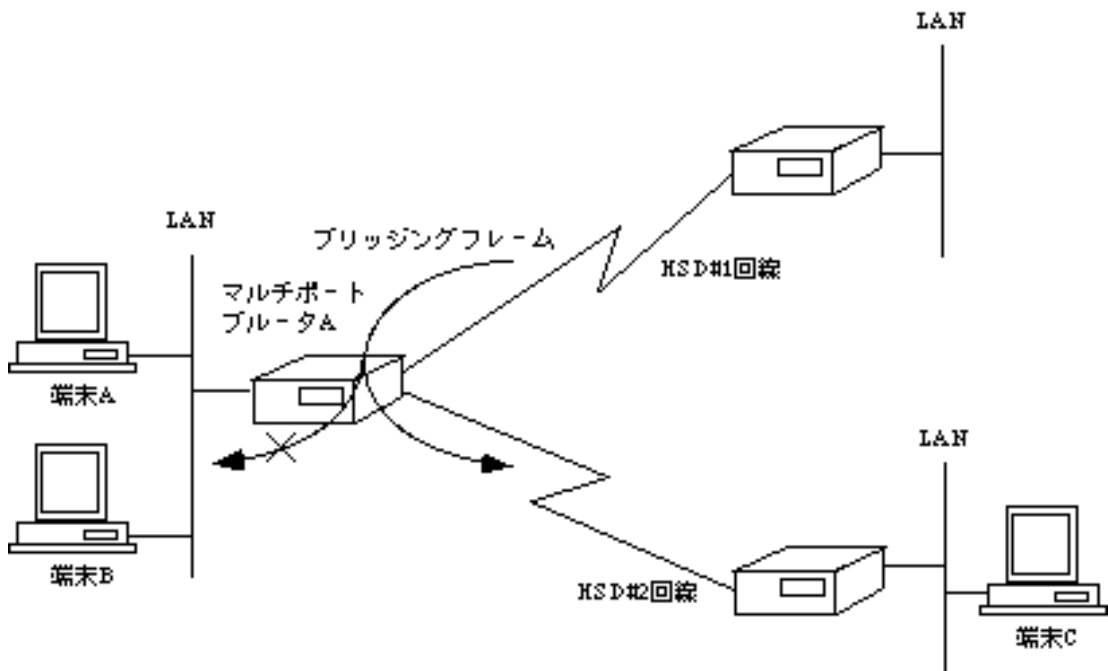 LAN
LAN
ブリッジングフレーム
HSD#1回線
マルチポート
ブルータA
端末A
LAN
端末B
HSD#2回線
端末C